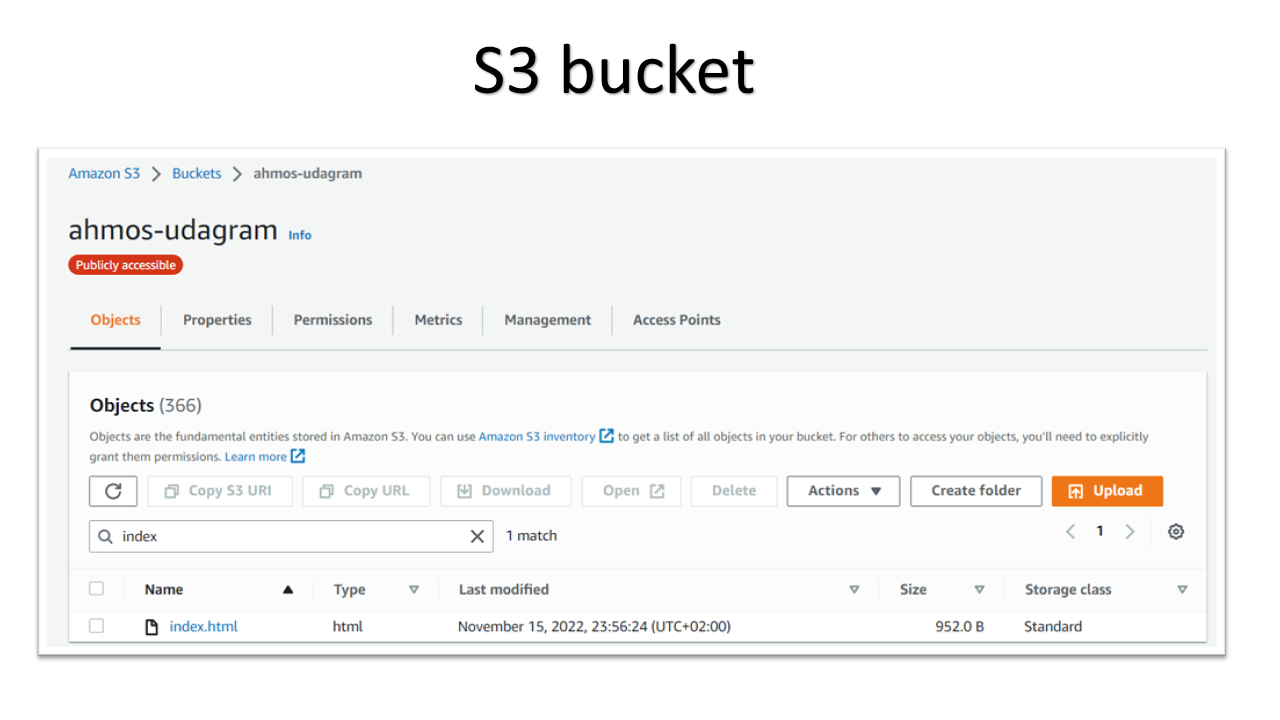 S3 bucket
Amazon S3 > Buckets > ahmos-udagram
ahmos-udagram Info
Publicly accessible
Objects Properties Permissions Metrics Management Access Points
Objects (366)
Objects are the fundamental entities stored in Amazon S3. You can use Amazon S3 inventory to get a list of all objects in your bucket. For others to access your objects, you'll need to explicitly
grant them permissions. Learn more
Copy S3 URI Copy URL Download Open Delete Actions Create folder Upload
index 1 match 1
Name Type Last modified Size Storage class
index.html html November 15, 2022, 23:56:24 (UTC+02:00) 952.0 B Standard